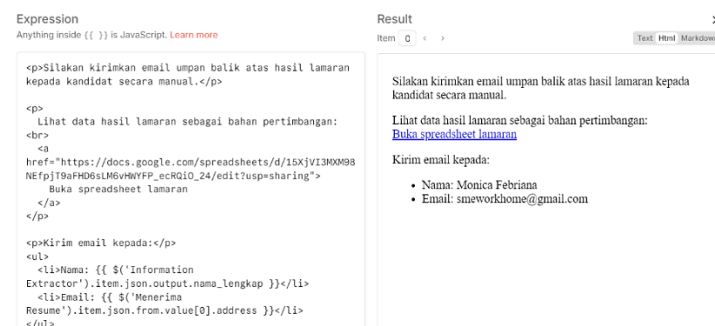 Expression
Anything inside {{ }} is JavaScript. Learn more
<p>Silakan kirimkan email umpan balik atas hasil lamaran
kepada kandidat secara manual.</p>
<p>
Lihat data hasil lamaran sebagai bahan pertimbangan:
<br>
<a
href="https://docs.google.com/spreadsheets/d/15XjVI3MXM98
NEfpjT9aFHD6sLM6vHWYFP_ecRQiO_24/edit?usp=sharing">
Buka spreadsheet lamaran
</a>
</p>
<p>Kirim email kepada:</p>
<ul>
<li>Nama: {{ $('Information
Extractor').item.json.output.nama_lengkap }}</li>
<li>Email: {{ $('Menerima
Resume').item.json.from.value[0].address }}</li>
</ul>
Result
Item 0 < >
Text Html Markdown
Silakan kirimkan email umpan balik atas hasil lamaran kepada
kandidat secara manual.
Lihat data hasil lamaran sebagai bahan pertimbangan:
Buka spreadsheet lamaran
Kirim email kepada:
• Nama: Monica Febriana
• Email: smeworkhome@gmail.com